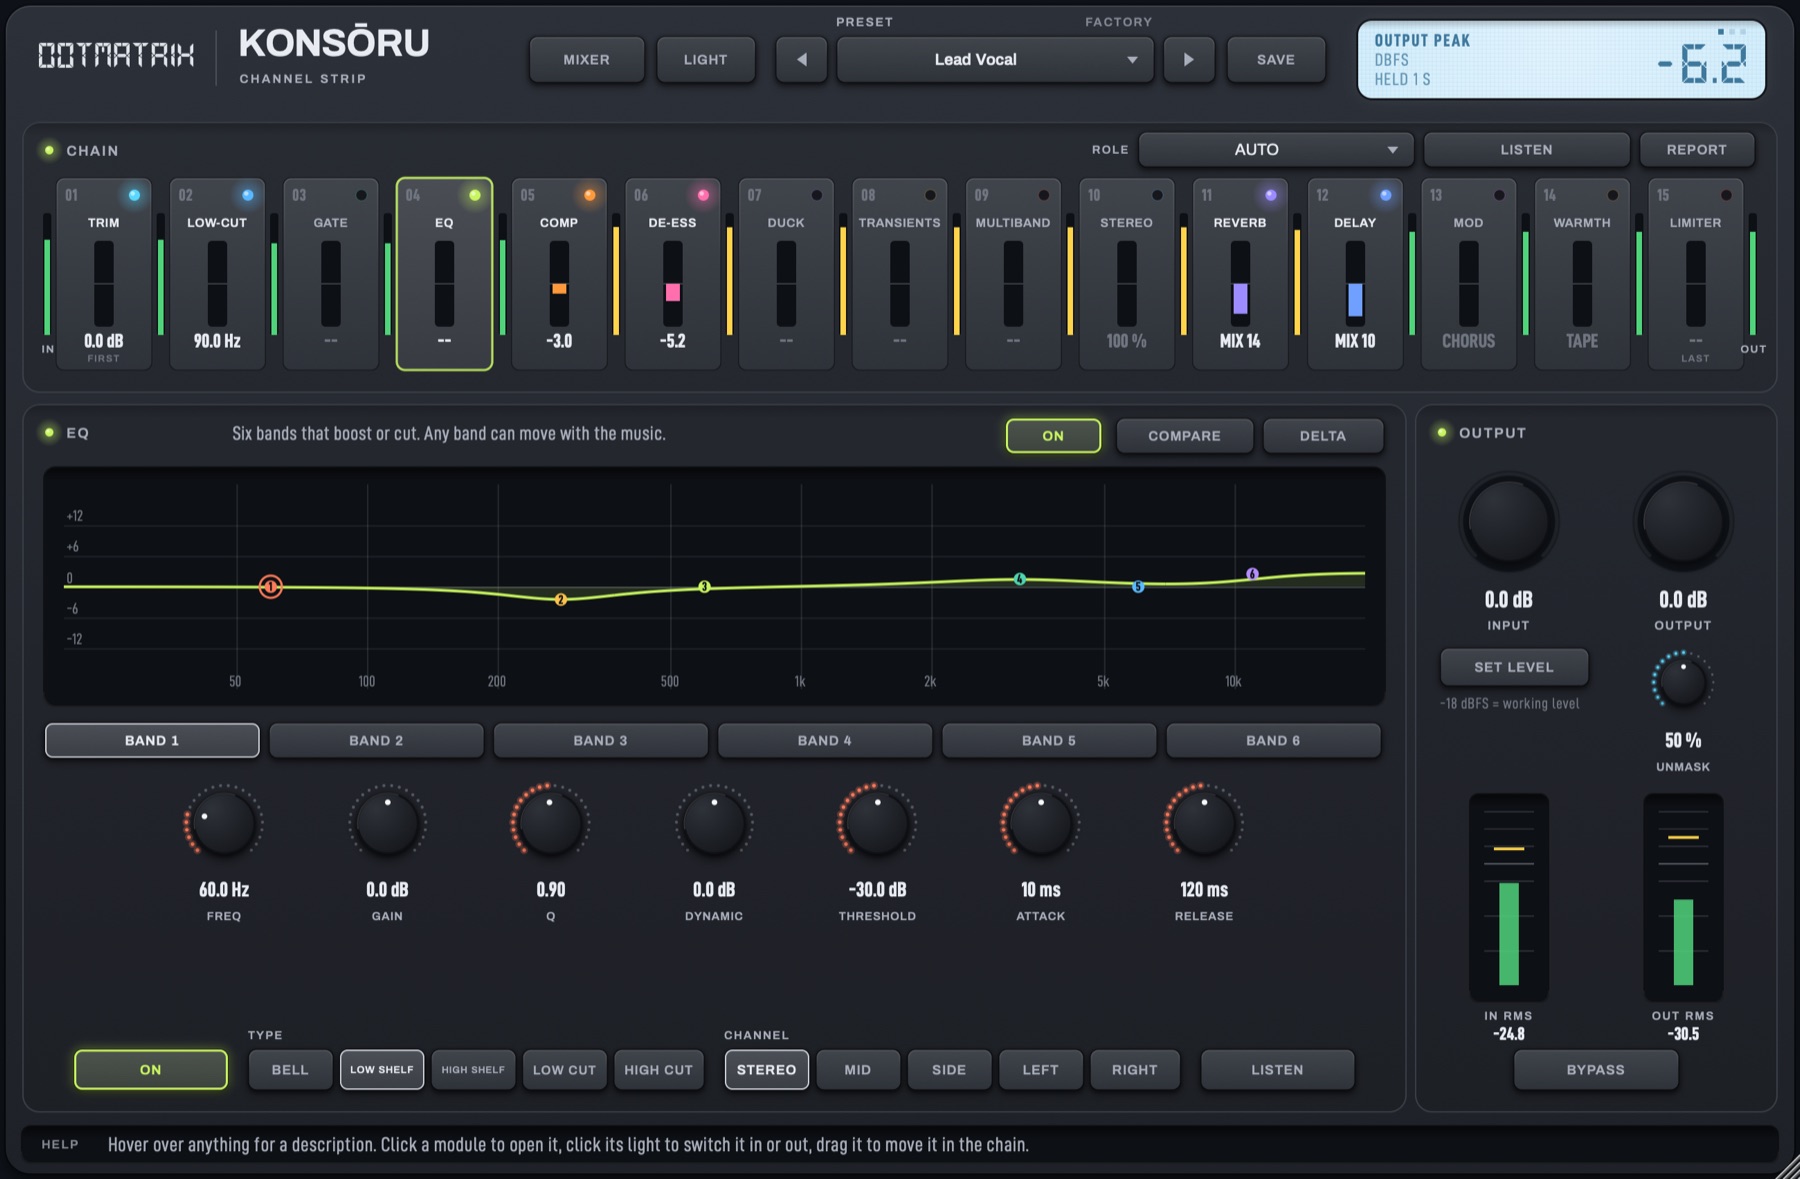 DOTMATRIX
KONSŌRU
CHANNEL STRIP
MIXER
LIGHT
PRESET
FACTORY
Lead Vocal
SAVE
OUTPUT PEAK
DBFS
HELD 1 S
-6.2
CHAIN
ROLE
AUTO
LISTEN
REPORT
01
TRIM
0.0 dB
FIRST
02
LOW-CUT
90.0 Hz
03
GATE
--
04
EQ
--
05
COMP
-3.0
06
DE-ESS
-5.2
07
DUCK
--
08
TRANSIENTS
--
09
MULTIBAND
--
10
STEREO
100 %
11
REVERB
MIX 14
12
DELAY
MIX 10
13
MOD
CHORUS
14
WARMTH
TAPE
15
LIMITER
--
LAST
IN
OUT
EQ
Six bands that boost or cut. Any band can move with the music.
ON
COMPARE
DELTA
+12
+6
0
-6
-12
1
2
3
4
5
6
50
100
200
500
1k
2k
5k
10k
BAND 1
BAND 2
BAND 3
BAND 4
BAND 5
BAND 6
60.0 Hz
FREQ
0.0 dB
GAIN
0.90
Q
0.0 dB
DYNAMIC
-30.0 dB
THRESHOLD
10 ms
ATTACK
120 ms
RELEASE
TYPE
CHANNEL
ON
BELL
LOW SHELF
HIGH SHELF
LOW CUT
HIGH CUT
STEREO
MID
SIDE
LEFT
RIGHT
LISTEN
OUTPUT
0.0 dB
INPUT
0.0 dB
OUTPUT
SET LEVEL
-18 dBFS = working level
50 %
UNMASK
IN RMS
-24.8
OUT RMS
-30.5
BYPASS
HELP
Hover over anything for a description. Click a module to open it, click its light to switch it in or out, drag it to move it in the chain.